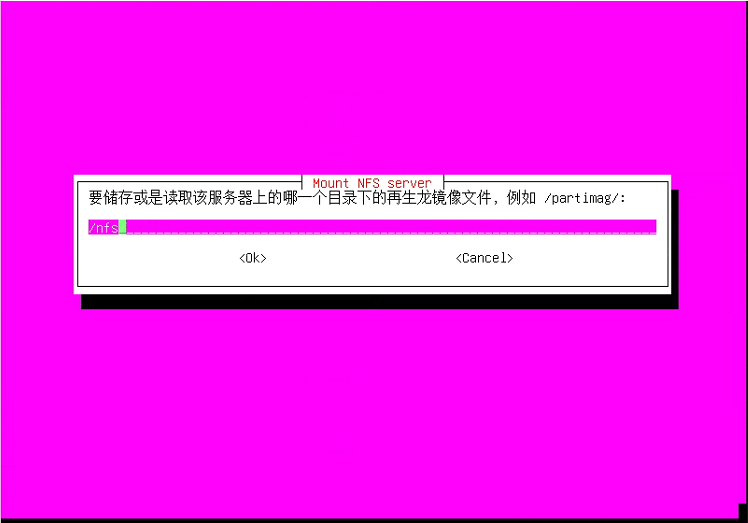 Mount NFS server
要储存或是读取该服务器上的哪一个目录下的再生龙镜像文件, 例如 /partimag/:
/nfs
<Ok> <Cancel>